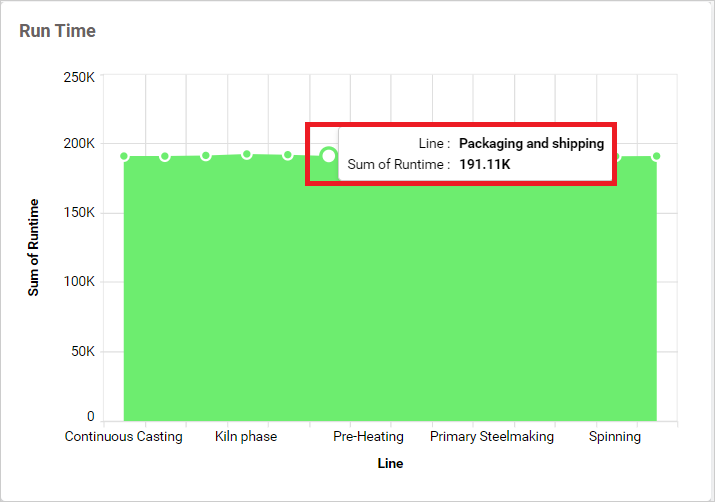 Run Time
250K
200K
Line : Packaging and shipping
Sum of Runtime : 191.11K
150K
100K
50K
0
Sum of Runtime
Continuous Casting Kiln phase Pre-Heating Primary Steelmaking Spinning
Line